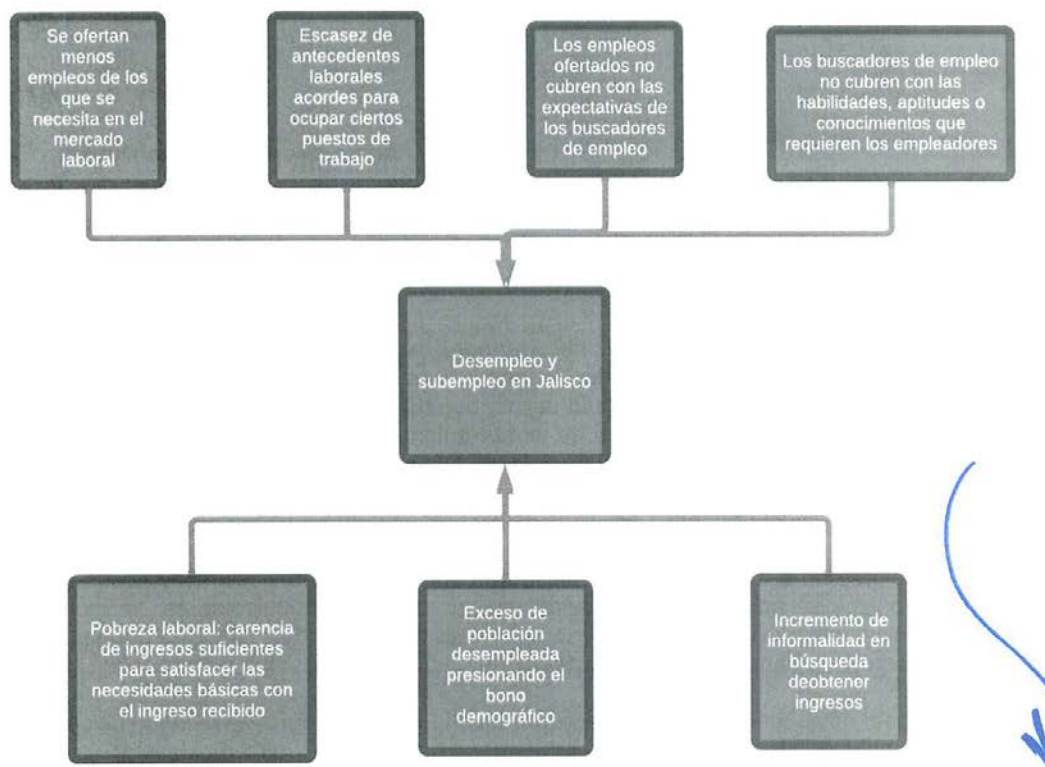 Se ofertan
menos
empleos de los
que se
necesita en el
mercado
laboral
Escasez de
antecedentes
laborales
acordes para
ocupar ciertos
puestos de
trabajo
Los empleos
ofertados no
cubren con las
expectativas de
los buscadores
de empleo
Los buscadores de empleo
no cubren con las
habilidades, aptitudes o
conocimientos que
requieren los empleadores
Desempleo y
subempleo en Jalisco
Pobreza laboral: carencia
de ingresos suficientes
para satisfacer las
necesidades básicas con
el ingreso recibido
Exceso de
población
desempleada
presionando el
bono
demográfico
Incremento de
informalidad en
búsqueda
deobtener
ingresos